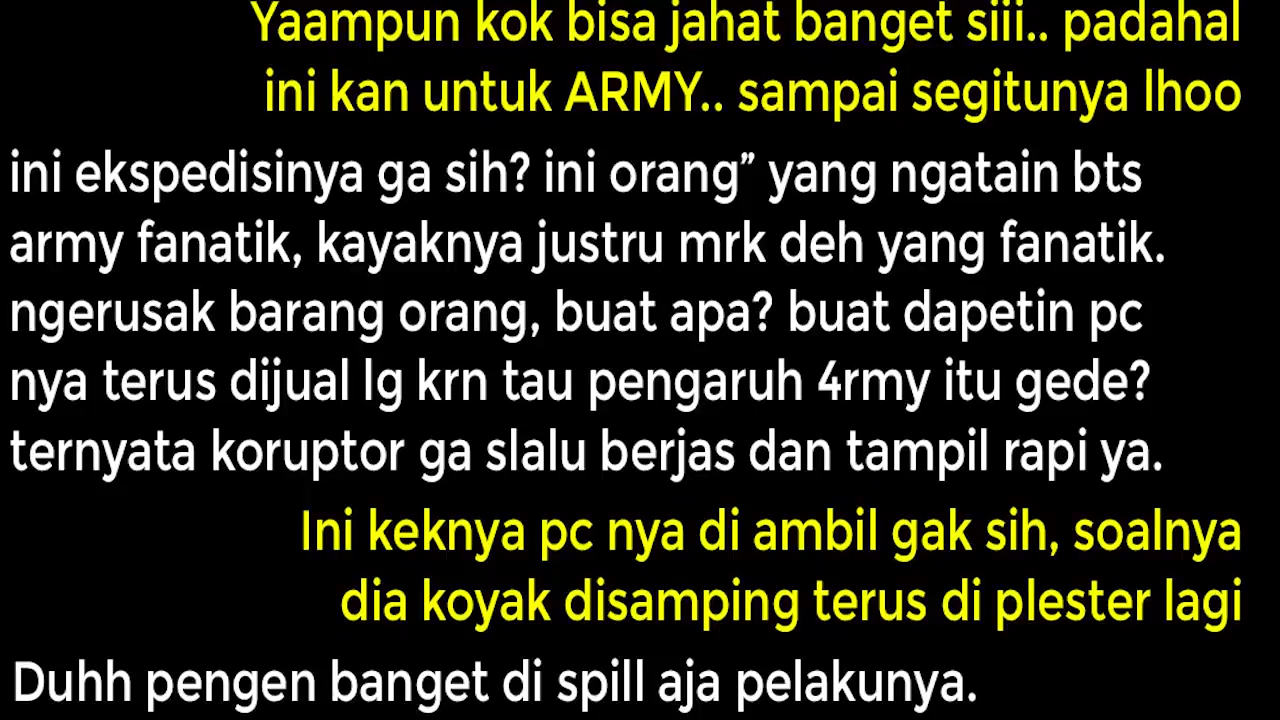 Yaampun kok bisa jahat banget siii.. padahal
ini kan untuk ARMY.. sampai segitunya lhoo
ini ekspedisinya ga sih? ini orang” yang ngatain bts
army fanatik, kayaknya justru mrk deh yang fanatik.
ngerusak barang orang, buat apa? buat dapetin pc
nya terus dijual lg krn tau pengaruh 4rmy itu gede?
ternyata koruptor ga slalu berjas dan tampil rapi ya.
Ini keknya pc nya di ambil gak sih, soalnya
dia koyak disamping terus di plester lagi
Duhh pengen banget di spill aja pelakunya.